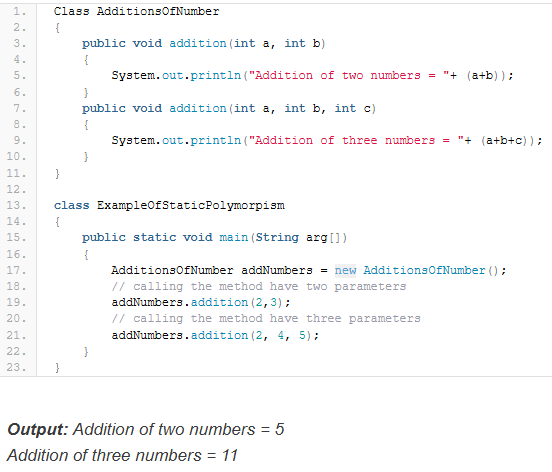 1. Class AdditionsOfNumber
2. {
3. public void addition(int a, int b)
4. {
5. System.out.println("Addition of two numbers = "+ (a+b));
6. }
7. public void addition(int a, int b, int c)
8. {
9. System.out.println("Addition of three numbers = "+ (a+b+c));
10. }
11. }
12.
13. class ExampleOfStaticPolymorpism
14. {
15. public static void main(String arg[])
16. {
17. AdditionsOfNumber addNumbers = new AdditionsOfNumber();
18. // calling the method have two parameters
19. addNumbers.addition(2,3);
20. // calling the method have three parameters
21. addNumbers.addition(2, 4, 5);
22. }
23. }
Output: Addition of two numbers = 5
Addition of three numbers = 11